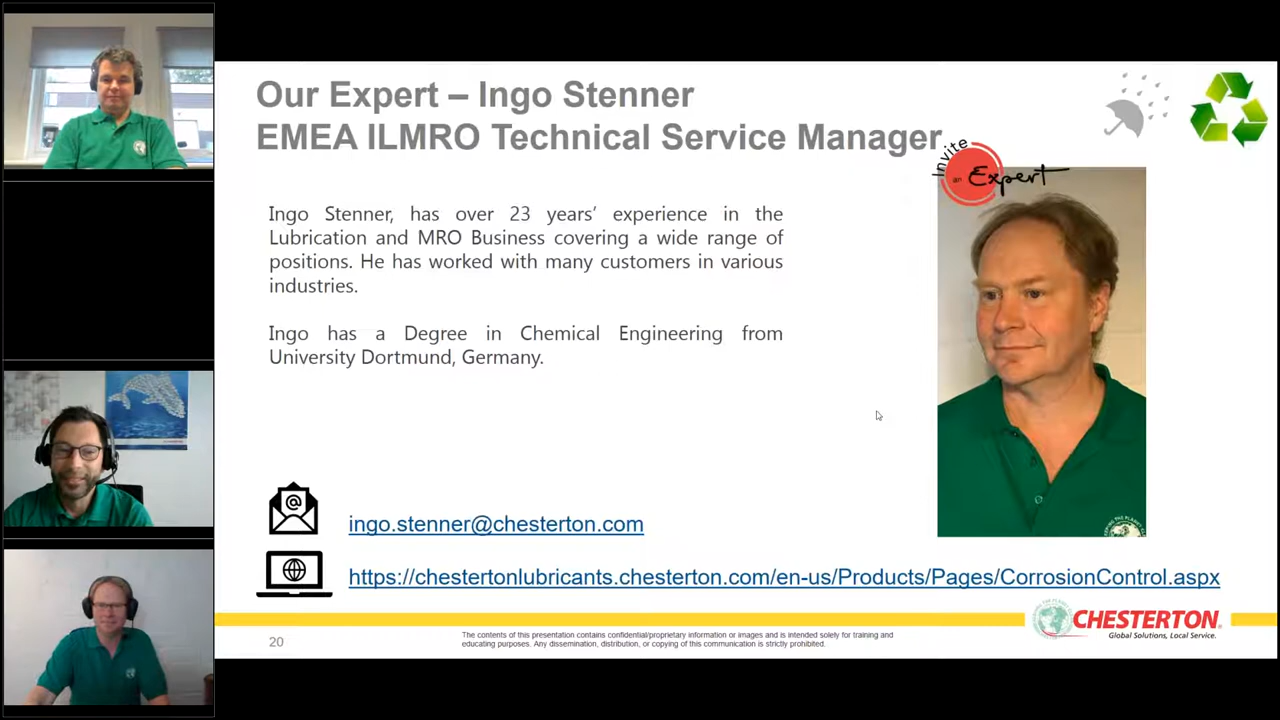 Our Expert – Ingo Stenner
EMEA ILMRO Technical Service Manager
Invite
an Expert
Ingo Stenner, has over 23 years’ experience in the
Lubrication and MRO Business covering a wide range of
positions. He has worked with many customers in various
industries.
Ingo has a Degree in Chemical Engineering from
University Dortmund, Germany.
ingo.stenner@chesterton.com
https://chestertonlubricants.chesterton.com/en-us/Products/Pages/CorrosionControl.aspx
20
The contents of this presentation contains confidential/proprietary information or images and is intended solely for training and
educating purposes. Any dissemination, distribution, or copying of this communication is strictly prohibited.
CHESTERTON®
Global Solutions, Local Service.